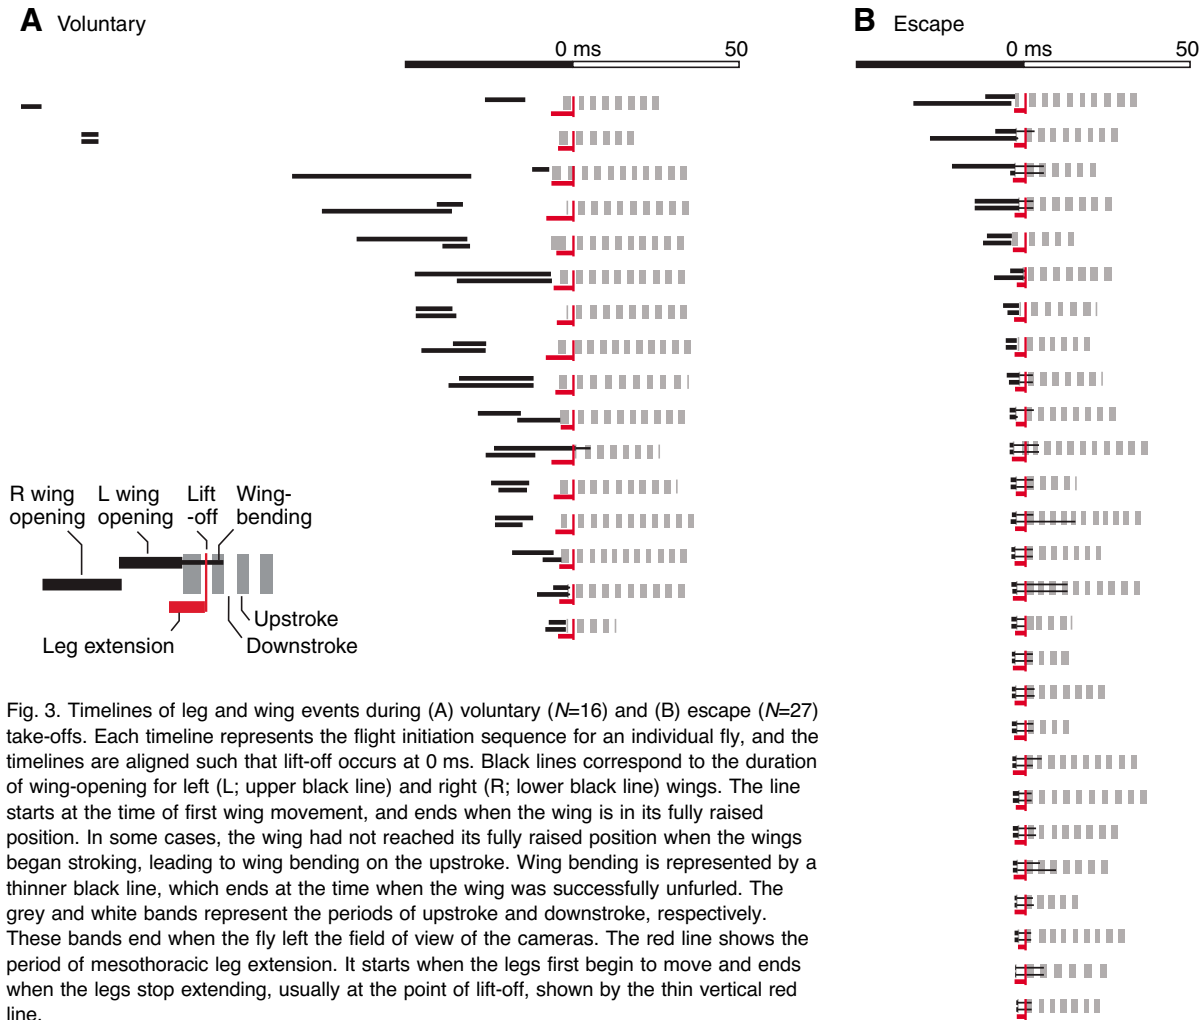 A Voluntary
0 ms 50
B Escape
0 ms 50
R wing opening
L wing opening
Lift -off
Wing-bending
Upstroke
Leg extension
Downstroke
Fig. 3. Timelines of leg and wing events during (A) voluntary (N=16) and (B) escape (N=27)
take-offs. Each timeline represents the flight initiation sequence for an individual fly, and the
timelines are aligned such that lift-off occurs at 0 ms. Black lines correspond to the duration
of wing-opening for left (L; upper black line) and right (R; lower black line) wings. The line
starts at the time of first wing movement, and ends when the wing is in its fully raised
position. In some cases, the wing had not reached its fully raised position when the wings
began stroking, leading to wing bending on the upstroke. Wing bending is represented by a
thinner black line, which ends at the time when the wing was successfully unfurled. The
grey and white bands represent the periods of upstroke and downstroke, respectively.
These bands end when the fly left the field of view of the cameras. The red line shows the
period of mesothoracic leg extension. It starts when the legs first begin to move and ends
when the legs stop extending, usually at the point of lift-off, shown by the thin vertical red
line.